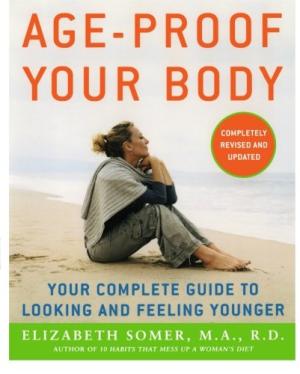 AGE-PROOF
YOUR BODY
COMPLETELY
REVISED AND
UPDATED
YOUR COMPLETE GUIDE TO
LOOKING AND FEELING YOUNGER
ELIZABETH SOMER, M.A., R.D.
AUTHOR OF 10 HABITS THAT MESS UP A WOMAN'S DIET